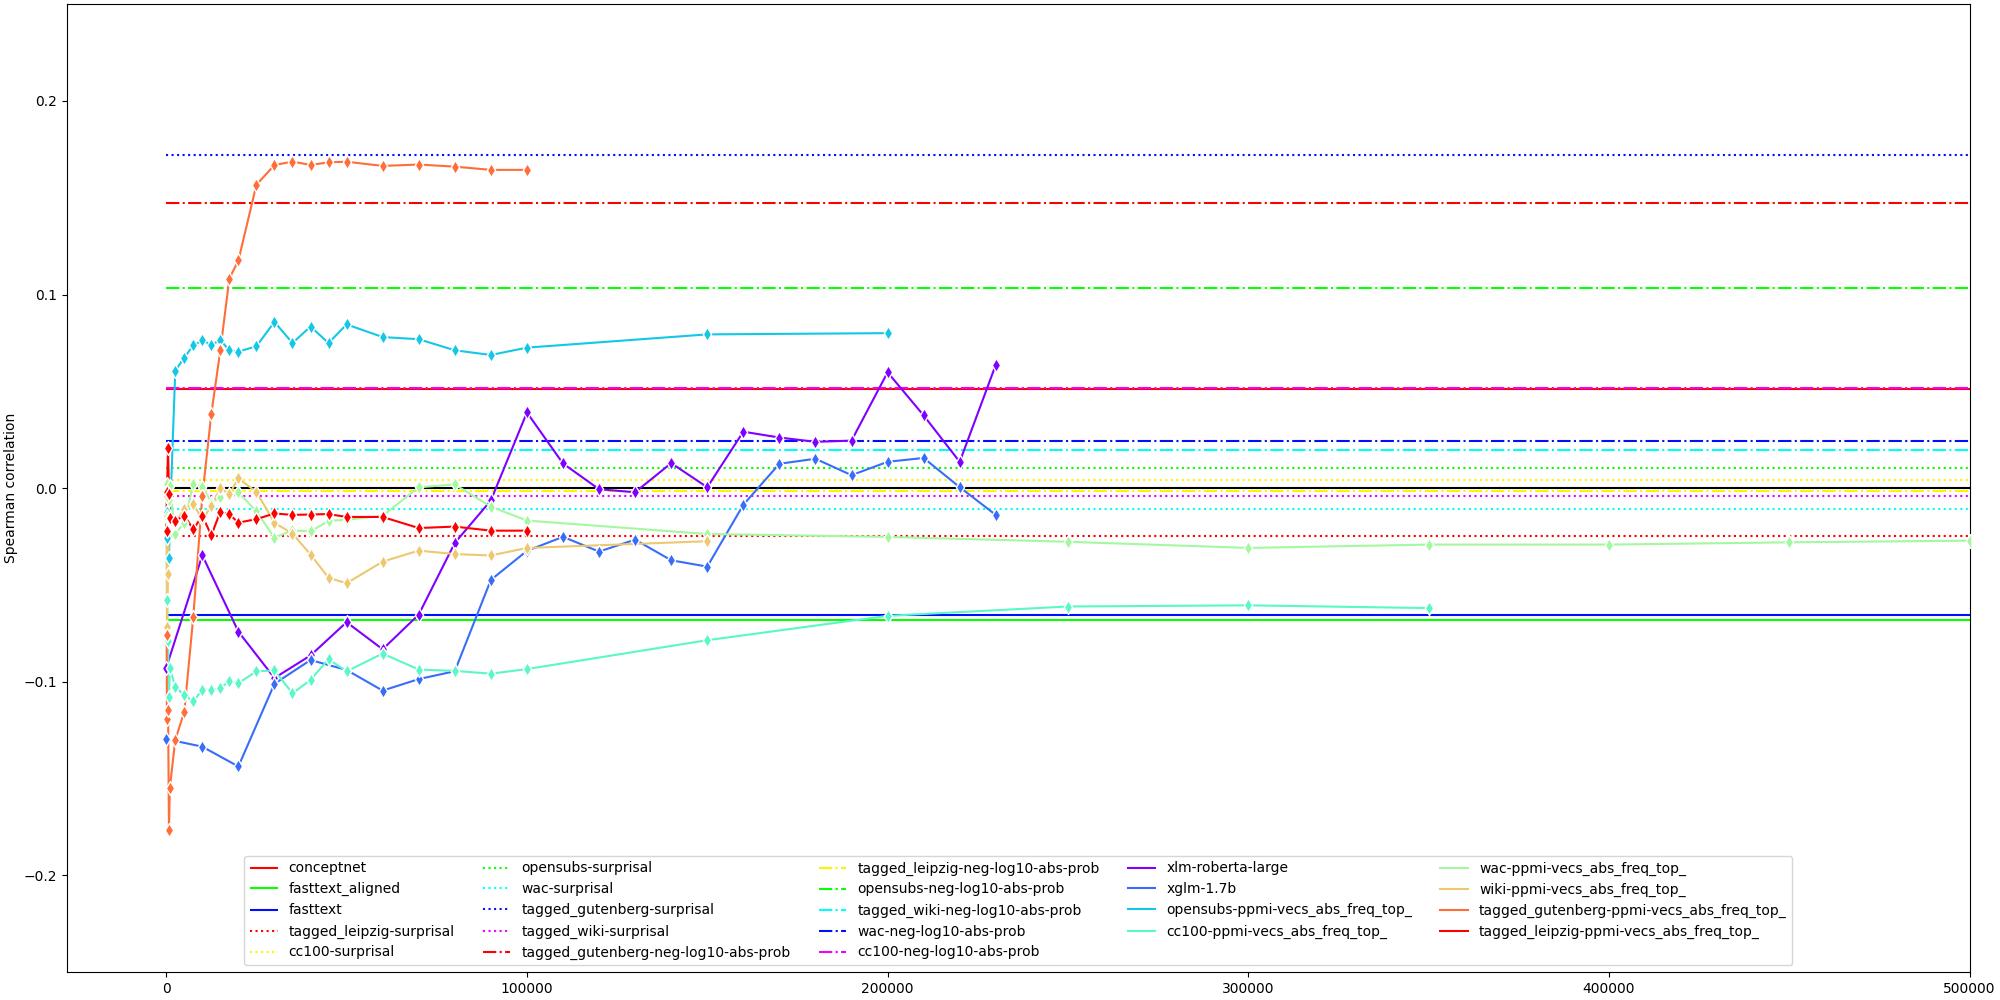 0.2
0.1
0.0
−0.1
−0.2
Spearman correlation
conceptnet
fasttext_aligned
fasttext
tagged_leipzig-surprisal
cc100-surprisal
opensubs-surprisal
wac-surprisal
tagged_gutenberg-surprisal
tagged_wiki-surprisal
tagged_gutenberg-neg-log10-abs-prob
tagged_leipzig-neg-log10-abs-prob
opensubs-neg-log10-abs-prob
tagged_wiki-neg-log10-abs-prob
wac-neg-log10-abs-prob
cc100-neg-log10-abs-prob
xlm-roberta-large
xglm-1.7b
opensubs-ppmi-vecs_abs_freq_top_
cc100-ppmi-vecs_abs_freq_top_
wac-ppmi-vecs_abs_freq_top_
wiki-ppmi-vecs_abs_freq_top_
tagged_gutenberg-ppmi-vecs_abs_freq_top_
tagged_leipzig-ppmi-vecs_abs_freq_top_
0 100000 200000 300000 400000 500000